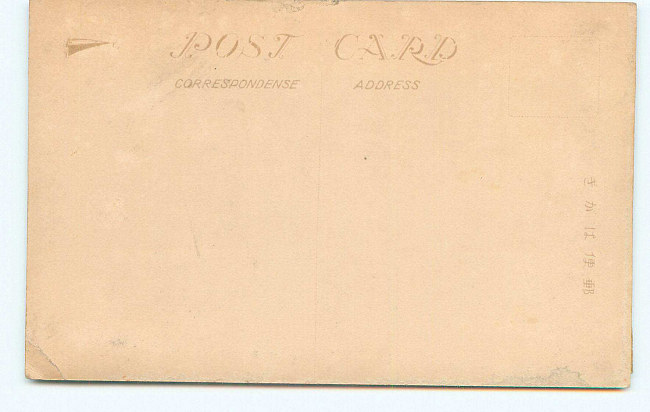 POST CARD
CORRESPONDENSE ADDRESS
郵便はかき